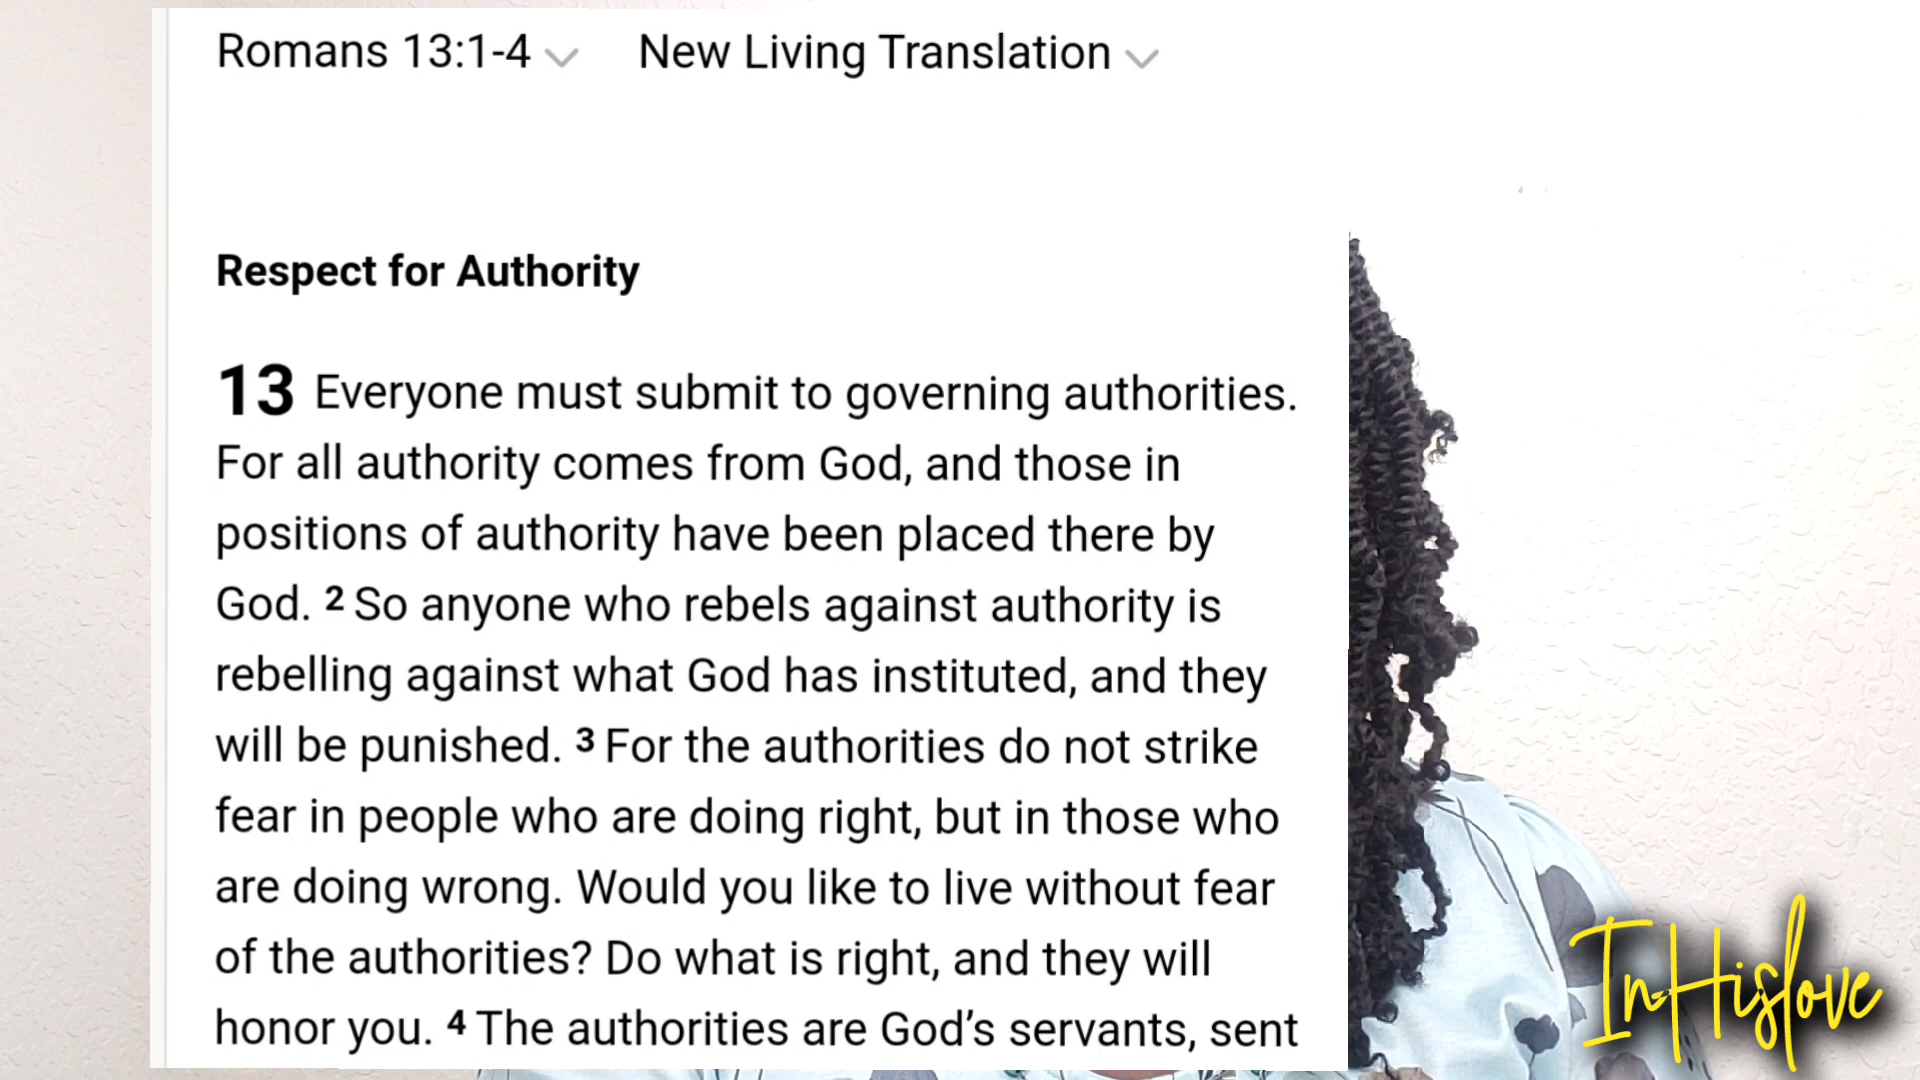 Romans 13:1-4 New Living Translation
Respect for Authority
13 Everyone must submit to governing authorities.
For all authority comes from God, and those in
positions of authority have been placed there by
God. 2 So anyone who rebels against authority is
rebelling against what God has instituted, and they
will be punished. 3 For the authorities do not strike
fear in people who are doing right, but in those who
are doing wrong. Would you like to live without fear
of the authorities? Do what is right, and they will
honor you. 4 The authorities are God’s servants, sent
InHislove